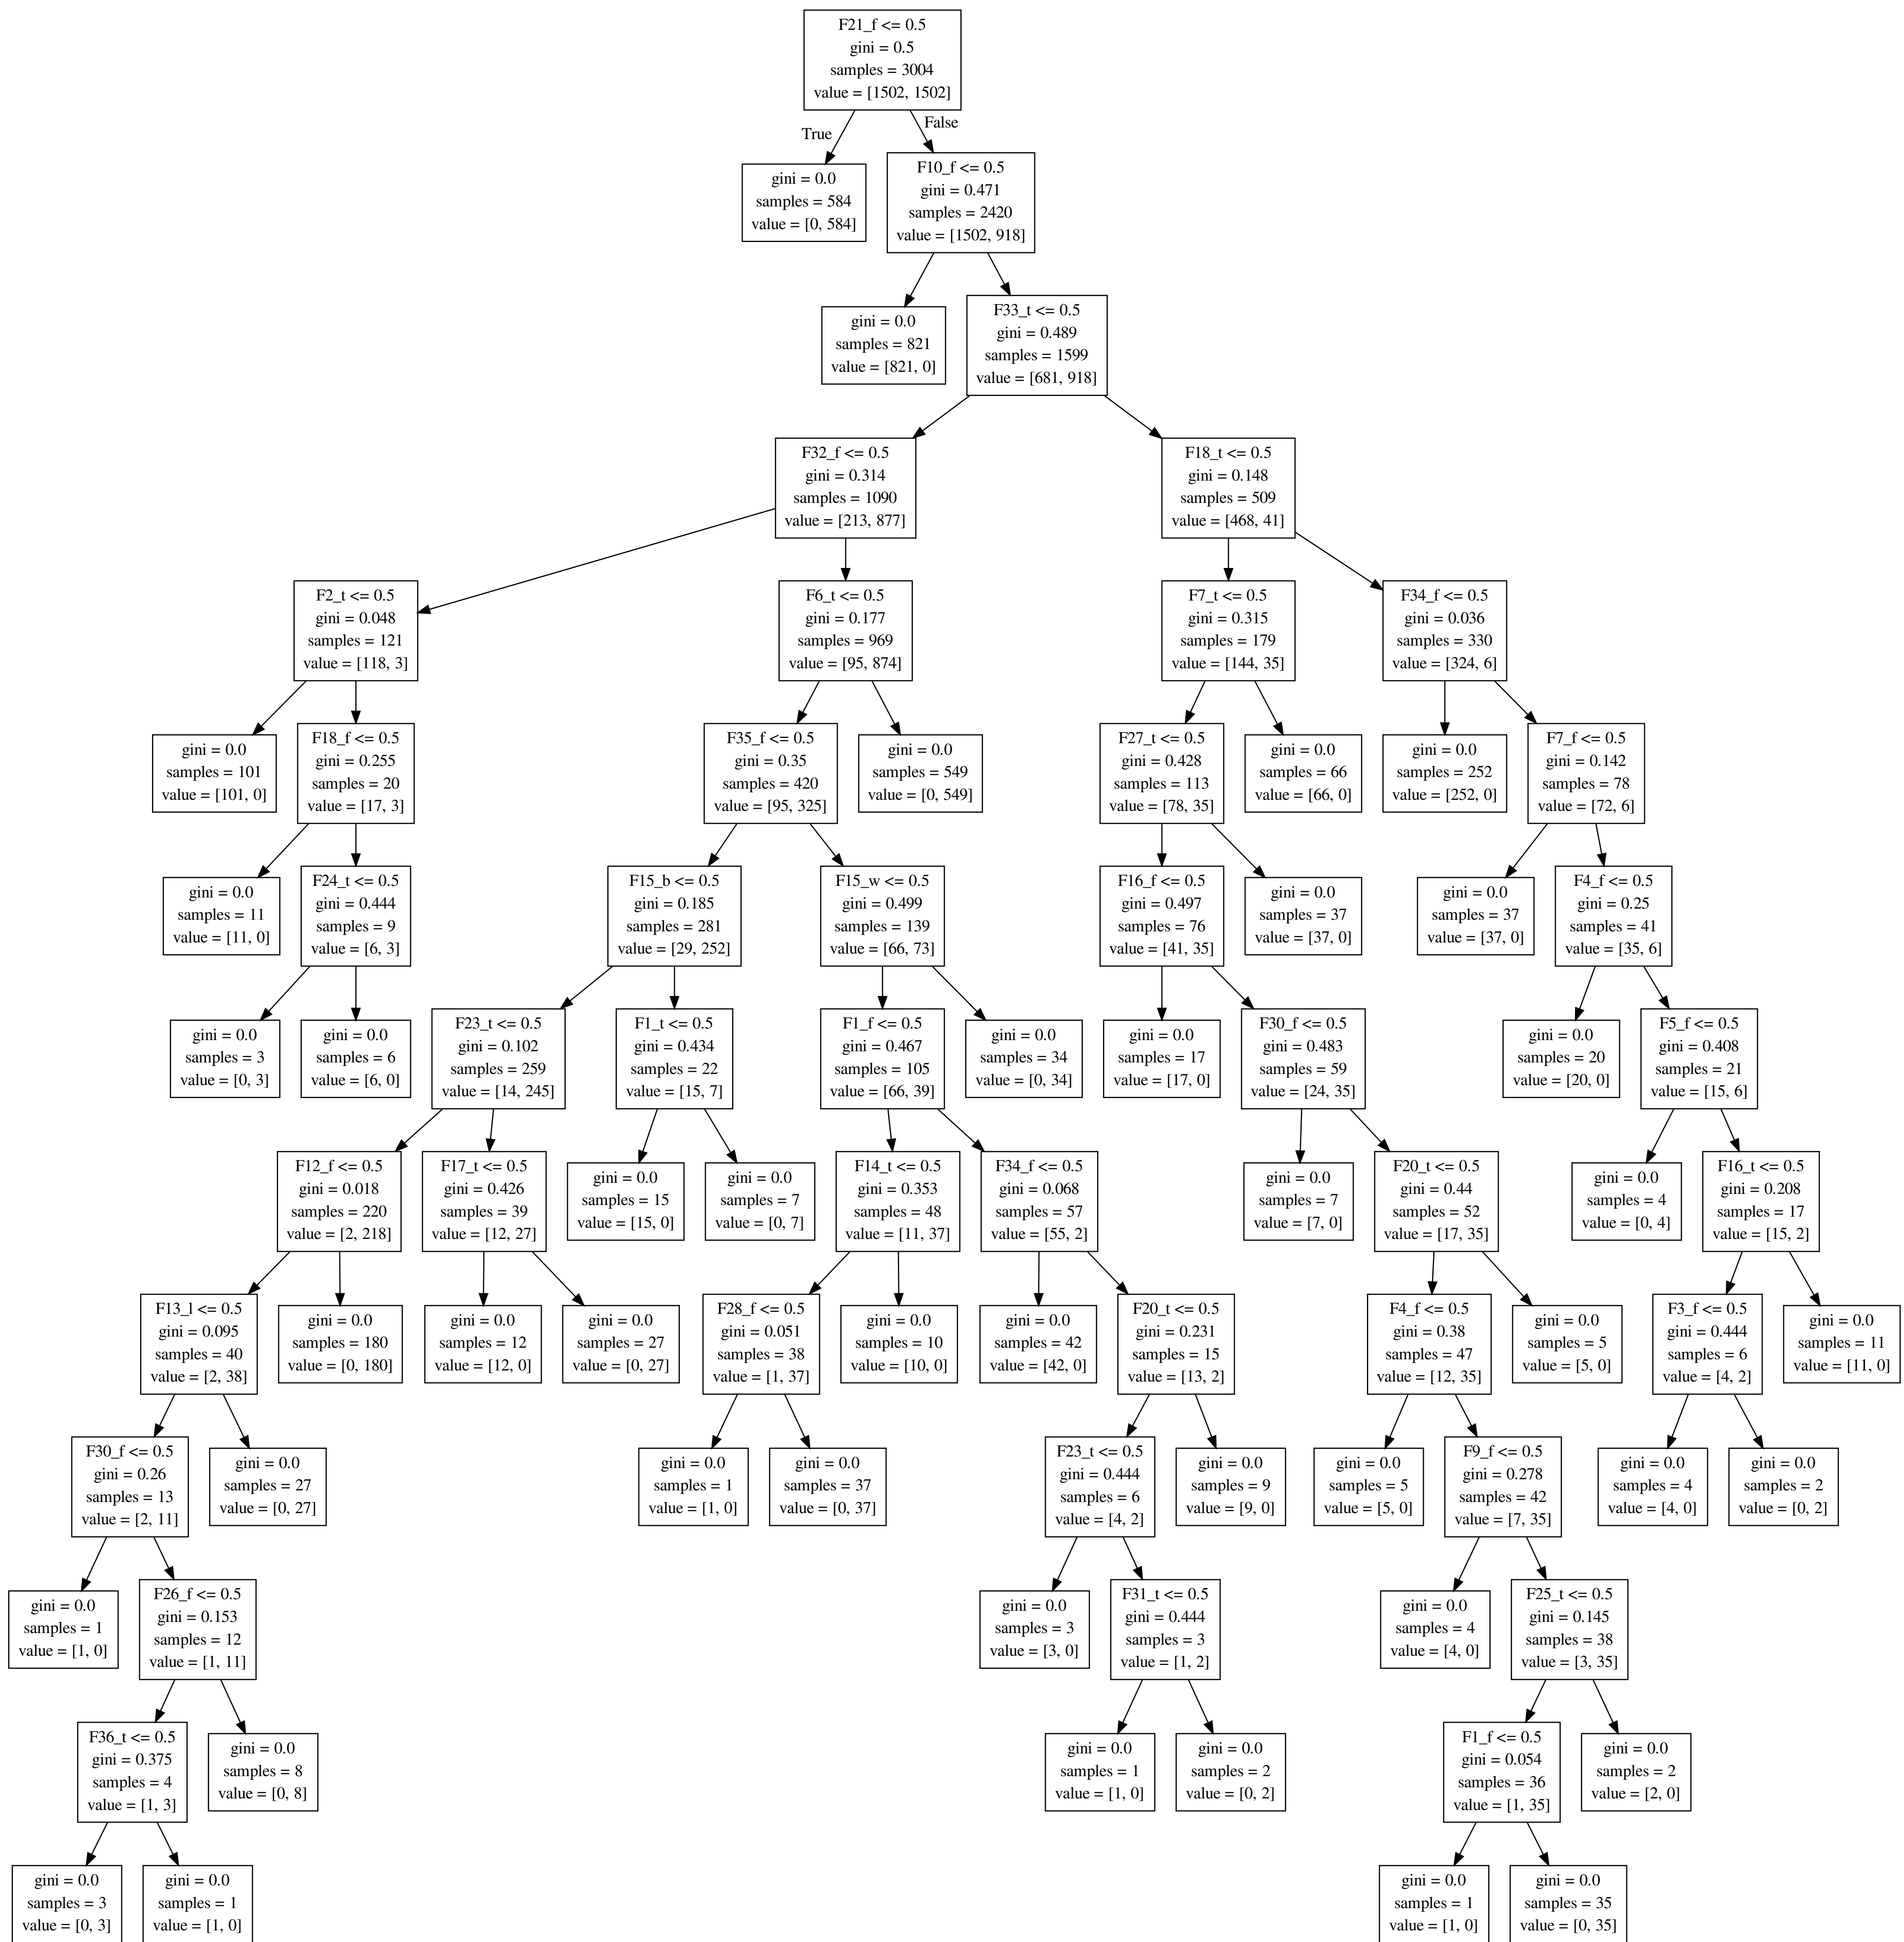 F21_f <= 0.5
gini = 0.5
samples = 3004
value = [1502, 1502]
True
False
gini = 0.0
samples = 584
value = [0, 584]
F10_f <= 0.5
gini = 0.471
samples = 2420
value = [1502, 918]
gini = 0.0
samples = 821
value = [821, 0]
F33_t <= 0.5
gini = 0.489
samples = 1599
value = [681, 918]
F32_f <= 0.5
gini = 0.314
samples = 1090
value = [213, 877]
F18_t <= 0.5
gini = 0.148
samples = 509
value = [468, 41]
F2_t <= 0.5
gini = 0.048
samples = 121
value = [118, 3]
F6_t <= 0.5
gini = 0.177
samples = 969
value = [95, 874]
F7_t <= 0.5
gini = 0.315
samples = 179
value = [144, 35]
F34_f <= 0.5
gini = 0.036
samples = 330
value = [324, 6]
gini = 0.0
samples = 101
value = [101, 0]
F18_f <= 0.5
gini = 0.255
samples = 20
value = [17, 3]
F35_f <= 0.5
gini = 0.35
samples = 420
value = [95, 325]
gini = 0.0
samples = 549
value = [0, 549]
F27_t <= 0.5
gini = 0.428
samples = 113
value = [78, 35]
gini = 0.0
samples = 66
value = [66, 0]
gini = 0.0
samples = 252
value = [252, 0]
F7_f <= 0.5
gini = 0.142
samples = 78
value = [72, 6]
gini = 0.0
samples = 11
value = [11, 0]
F24_t <= 0.5
gini = 0.444
samples = 9
value = [6, 3]
F15_b <= 0.5
gini = 0.185
samples = 281
value = [29, 252]
F15_w <= 0.5
gini = 0.499
samples = 139
value = [66, 73]
F16_f <= 0.5
gini = 0.497
samples = 76
value = [41, 35]
gini = 0.0
samples = 37
value = [37, 0]
gini = 0.0
samples = 37
value = [37, 0]
F4_f <= 0.5
gini = 0.25
samples = 41
value = [35, 6]
gini = 0.0
samples = 3
value = [0, 3]
gini = 0.0
samples = 6
value = [6, 0]
F23_t <= 0.5
gini = 0.102
samples = 259
value = [14, 245]
F1_t <= 0.5
gini = 0.434
samples = 22
value = [15, 7]
F1_f <= 0.5
gini = 0.467
samples = 105
value = [66, 39]
gini = 0.0
samples = 34
value = [0, 34]
gini = 0.0
samples = 17
value = [17, 0]
F30_f <= 0.5
gini = 0.483
samples = 59
value = [24, 35]
gini = 0.0
samples = 20
value = [20, 0]
F5_f <= 0.5
gini = 0.408
samples = 21
value = [15, 6]
F12_f <= 0.5
gini = 0.018
samples = 220
value = [2, 218]
F17_t <= 0.5
gini = 0.426
samples = 39
value = [12, 27]
gini = 0.0
samples = 15
value = [15, 0]
gini = 0.0
samples = 7
value = [0, 7]
F14_t <= 0.5
gini = 0.353
samples = 48
value = [11, 37]
F34_f <= 0.5
gini = 0.068
samples = 57
value = [55, 2]
gini = 0.0
samples = 7
value = [7, 0]
F20_t <= 0.5
gini = 0.44
samples = 52
value = [17, 35]
gini = 0.0
samples = 4
value = [0, 4]
F16_t <= 0.5
gini = 0.208
samples = 17
value = [15, 2]
F13_l <= 0.5
gini = 0.095
samples = 40
value = [2, 38]
gini = 0.0
samples = 180
value = [0, 180]
gini = 0.0
samples = 12
value = [12, 0]
gini = 0.0
samples = 27
value = [0, 27]
F28_f <= 0.5
gini = 0.051
samples = 38
value = [1, 37]
gini = 0.0
samples = 10
value = [10, 0]
gini = 0.0
samples = 42
value = [42, 0]
F20_t <= 0.5
gini = 0.231
samples = 15
value = [13, 2]
F4_f <= 0.5
gini = 0.38
samples = 47
value = [12, 35]
gini = 0.0
samples = 5
value = [5, 0]
F3_f <= 0.5
gini = 0.444
samples = 6
value = [4, 2]
gini = 0.0
samples = 11
value = [11, 0]
F30_f <= 0.5
gini = 0.26
samples = 13
value = [2, 11]
gini = 0.0
samples = 27
value = [0, 27]
gini = 0.0
samples = 1
value = [1, 0]
gini = 0.0
samples = 37
value = [0, 37]
F23_t <= 0.5
gini = 0.444
samples = 6
value = [4, 2]
gini = 0.0
samples = 9
value = [9, 0]
gini = 0.0
samples = 5
value = [5, 0]
F9_f <= 0.5
gini = 0.278
samples = 42
value = [7, 35]
gini = 0.0
samples = 4
value = [4, 0]
gini = 0.0
samples = 2
value = [0, 2]
gini = 0.0
samples = 1
value = [1, 0]
F26_f <= 0.5
gini = 0.153
samples = 12
value = [1, 11]
gini = 0.0
samples = 3
value = [3, 0]
F31_t <= 0.5
gini = 0.444
samples = 3
value = [1, 2]
gini = 0.0
samples = 4
value = [4, 0]
F25_t <= 0.5
gini = 0.145
samples = 38
value = [3, 35]
F36_t <= 0.5
gini = 0.375
samples = 4
value = [1, 3]
gini = 0.0
samples = 8
value = [0, 8]
gini = 0.0
samples = 1
value = [1, 0]
gini = 0.0
samples = 2
value = [0, 2]
F1_f <= 0.5
gini = 0.054
samples = 36
value = [1, 35]
gini = 0.0
samples = 2
value = [2, 0]
gini = 0.0
samples = 3
value = [0, 3]
gini = 0.0
samples = 1
value = [1, 0]
gini = 0.0
samples = 1
value = [1, 0]
gini = 0.0
samples = 35
value = [0, 35]